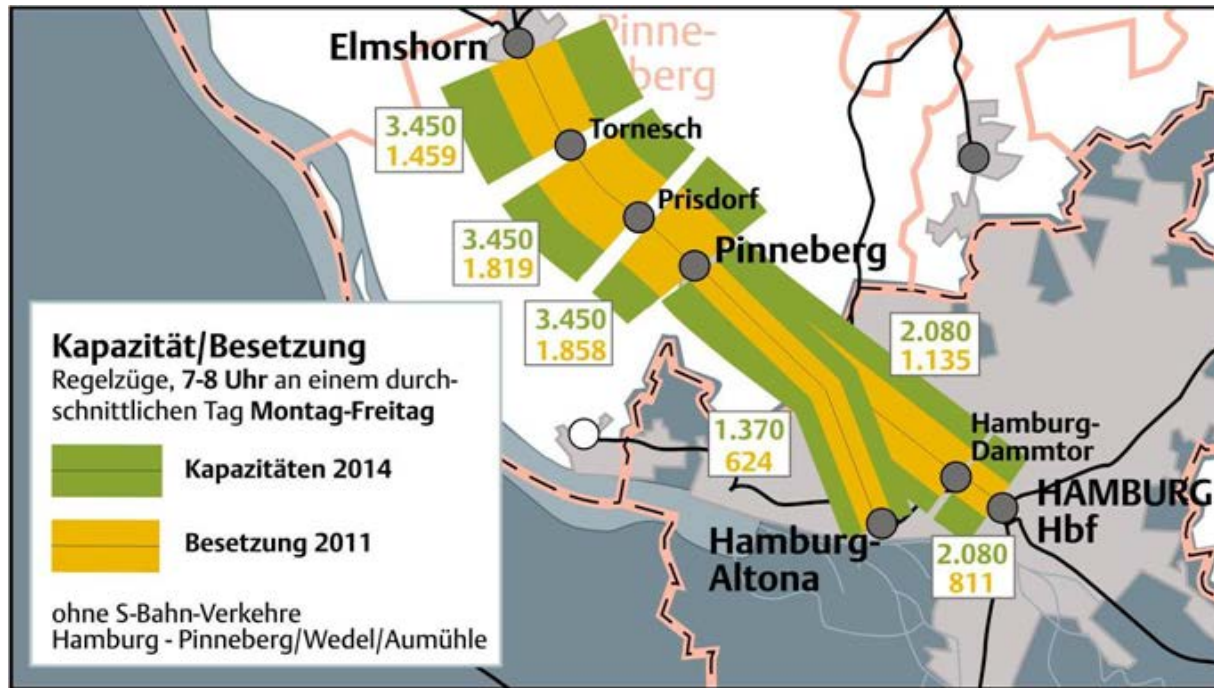 Elmshorn
Pinne-
berg
3.450
1.459
Tornesch
Prisdorf
3.450
1.819
Pinneberg
3.450
1.858
2.080
1.135
Kapazität/Besetzung
Regelzüge, 7-8 Uhr an einem durch-
schnittlichen Tag Montag-Freitag
Kapazitäten 2014
Besetzung 2011
ohne S-Bahn-Verkehre
Hamburg - Pinneberg/Wedel/Aumühle
1.370
624
Hamburg-
Dammtor
HAMBURG
Hbf
Hamburg-
Altona
2.080
811